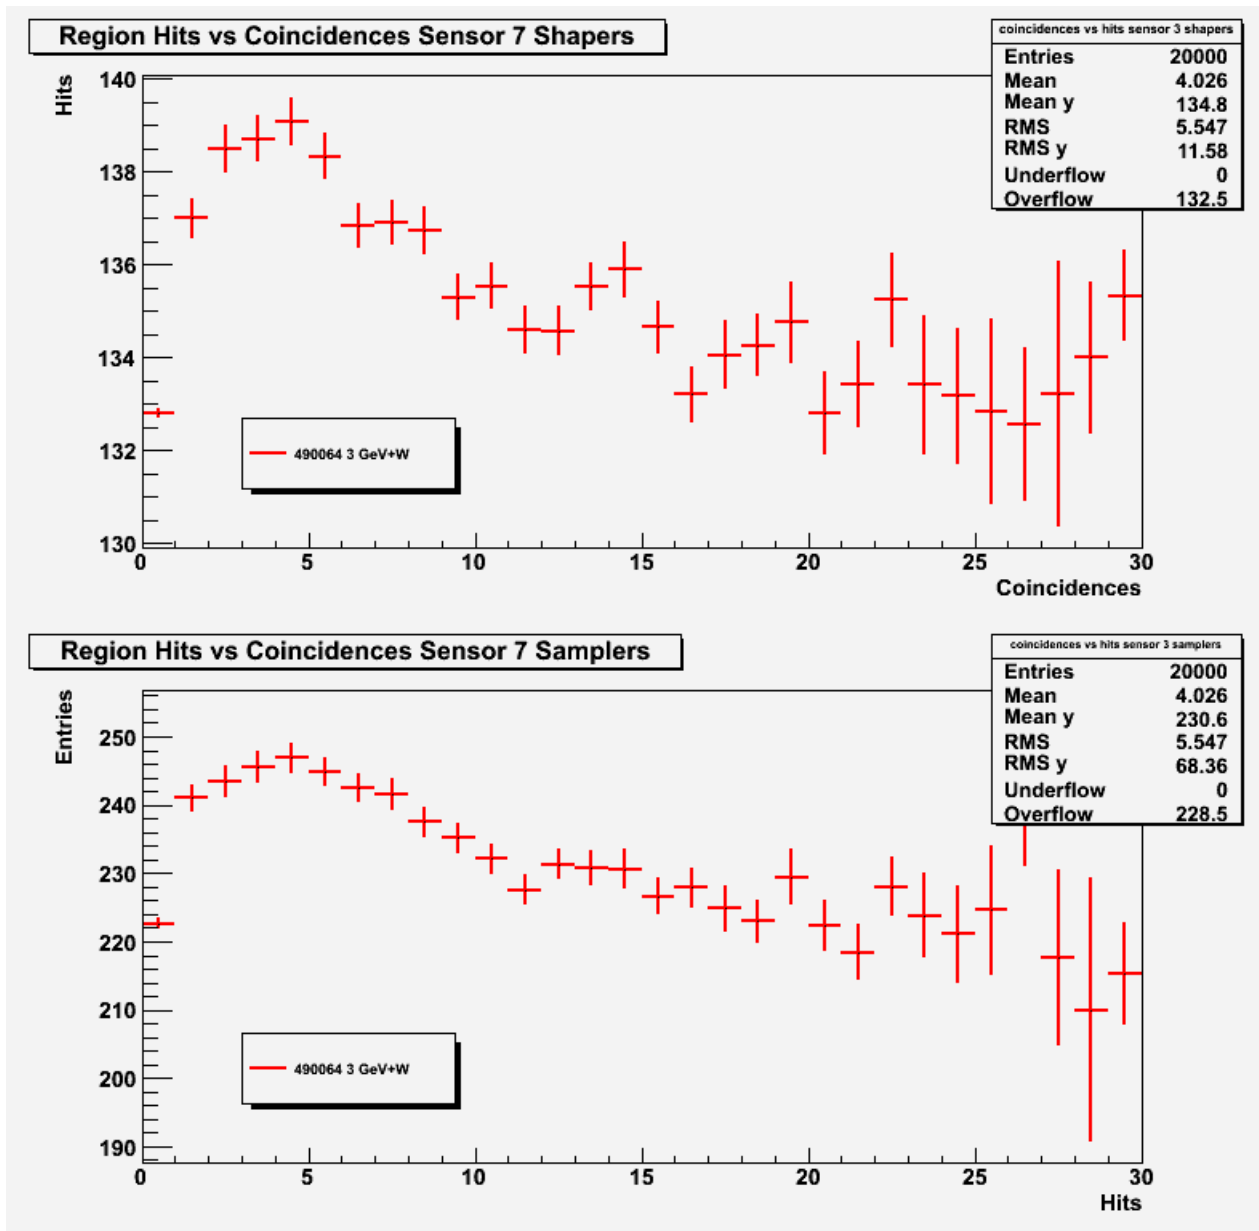 Region Hits vs Coincidences Sensor 7 Shapers
coincidences vs hits sensor 3 shapers
Entries 20000
Mean 4.026
Mean y 134.8
RMS 5.547
RMS y 11.58
Underflow 0
Overflow 132.5
Hits
140
138
136
134
132
130
490064 3 GeV+W
0 5 10 15 20 25 30
Coincidences
Region Hits vs Coincidences Sensor 7 Samplers
coincidences vs hits sensor 3 samplers
Entries 20000
Mean 4.026
Mean y 230.6
RMS 5.547
RMS y 68.36
Underflow 0
Overflow 228.5
Entries
250
240
230
220
210
200
190
490064 3 GeV+W
0 5 10 15 20 25 30
Hits